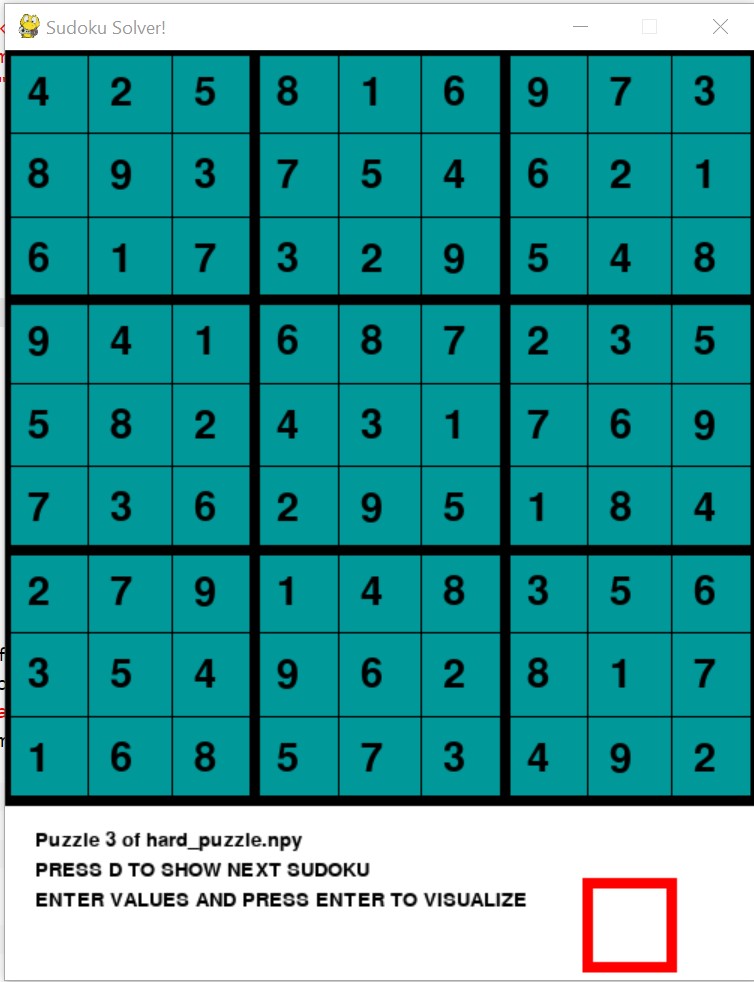 Sudoku Solver!
4 2 5 8 1 6 9 7 3
8 9 3 7 5 4 6 2 1
6 1 7 3 2 9 5 4 8
9 4 1 6 8 7 2 3 5
5 8 2 4 3 1 7 6 9
7 3 6 2 9 5 1 8 4
2 7 9 1 4 8 3 5 6
3 5 4 9 6 2 8 1 7
1 6 8 5 7 3 4 9 2
Puzzle 3 of hard_puzzle.npy
PRESS D TO SHOW NEXT SUDOKU
ENTER VALUES AND PRESS ENTER TO VISUALIZE